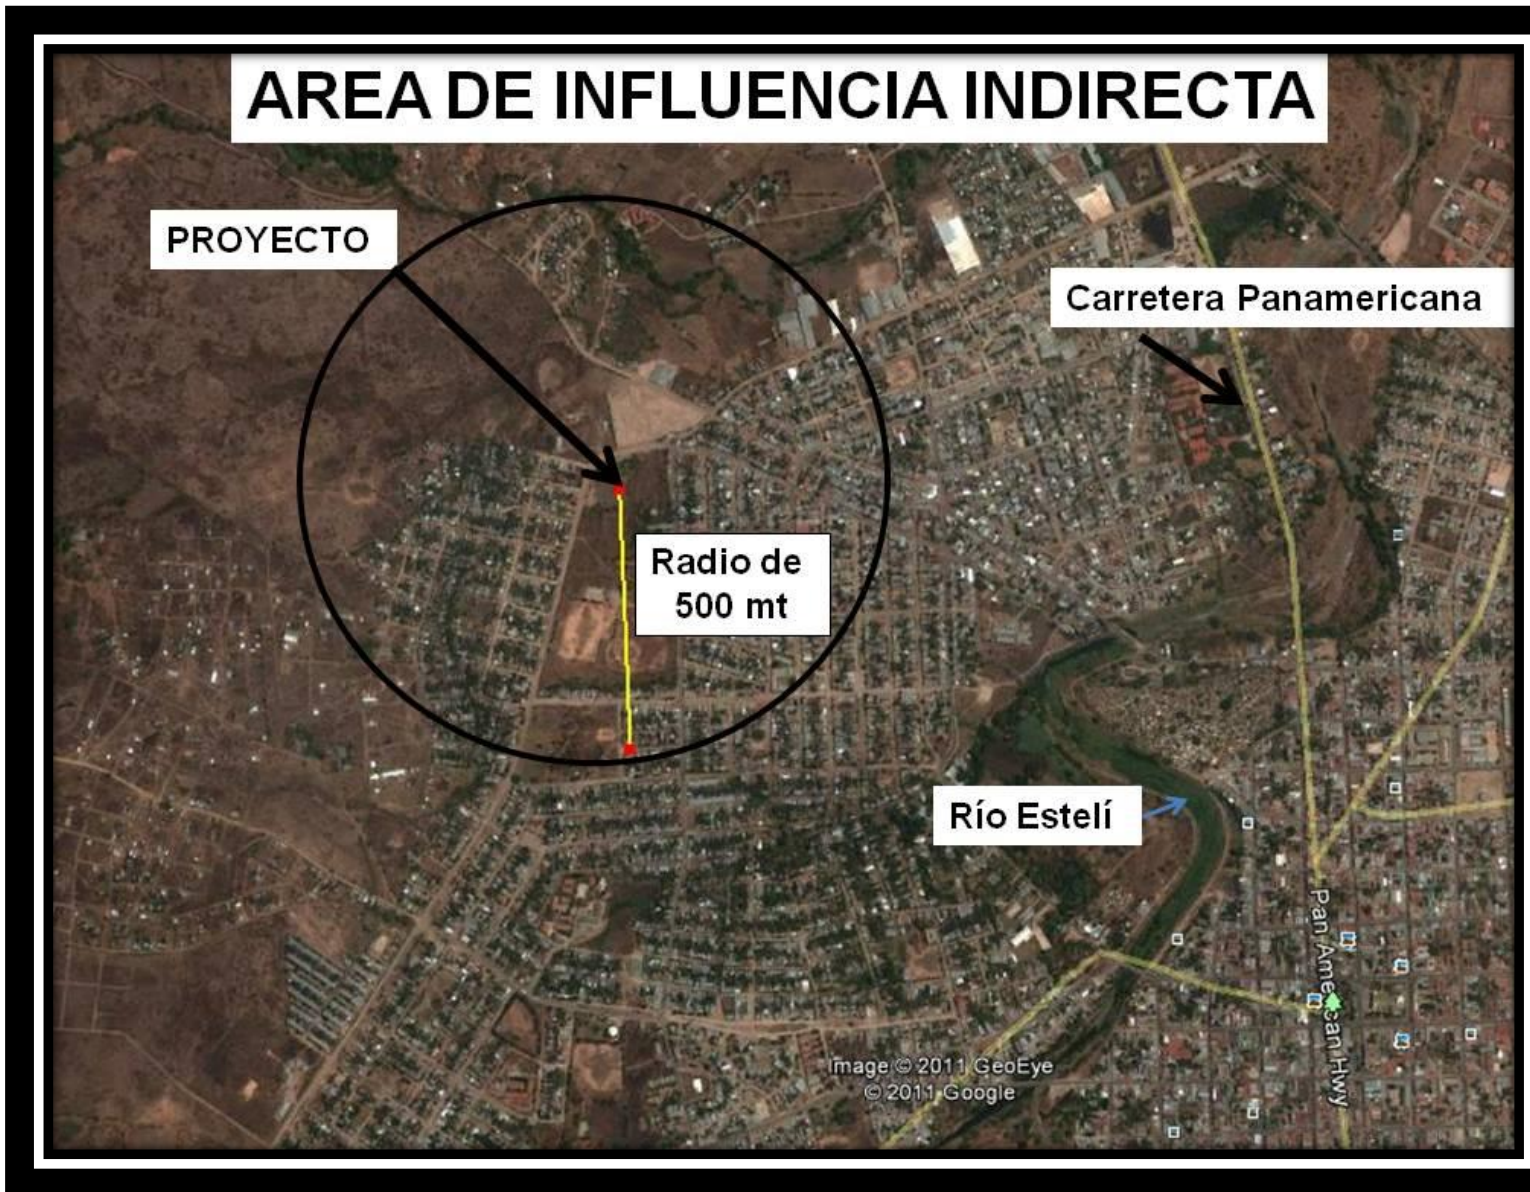 AREA DE INFLUENCIA INDIRECTA
PROYECTO
Carretera Panamericana
Radio de
500 mt
Río Estelí
Pan American Hwy
Image © 2011 GeoEye
© 2011 Google